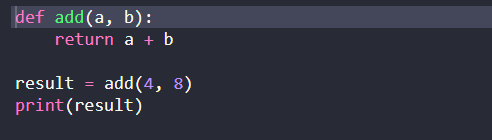 def add(a, b):
    return a + b

result = add(4, 8)
print(result)